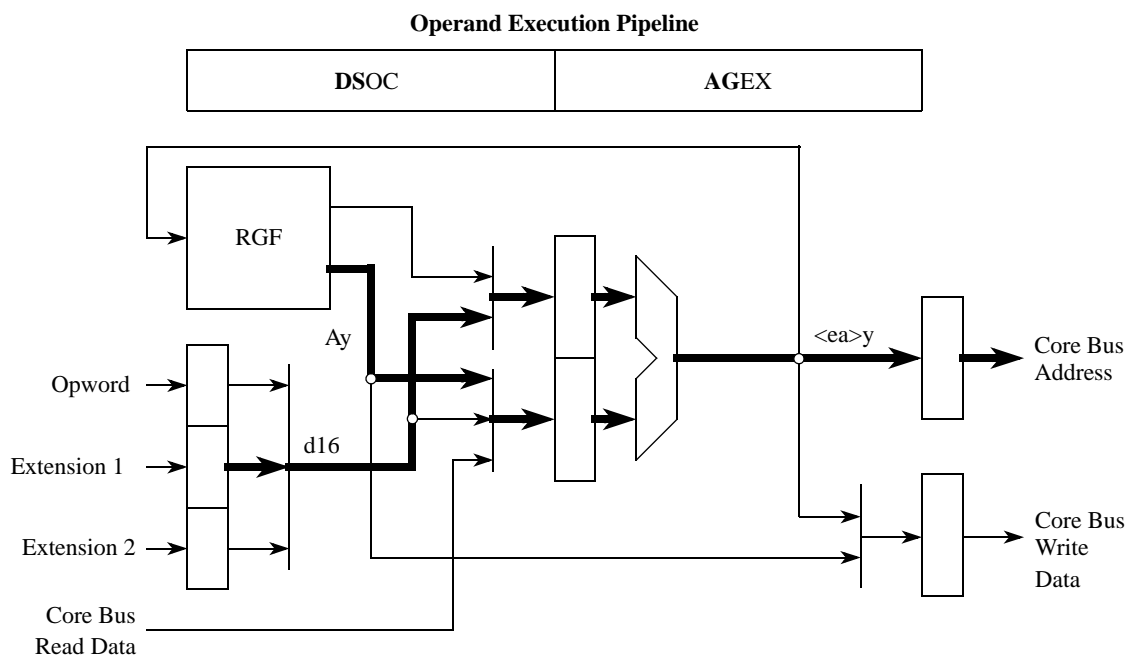 Operand Execution Pipeline
DSOC
AGEX
RGF
Ay
<ea>y
Core Bus
Address
Opword
d16
Extension 1
Extension 2
Core Bus
Write
Data
Core Bus
Read Data